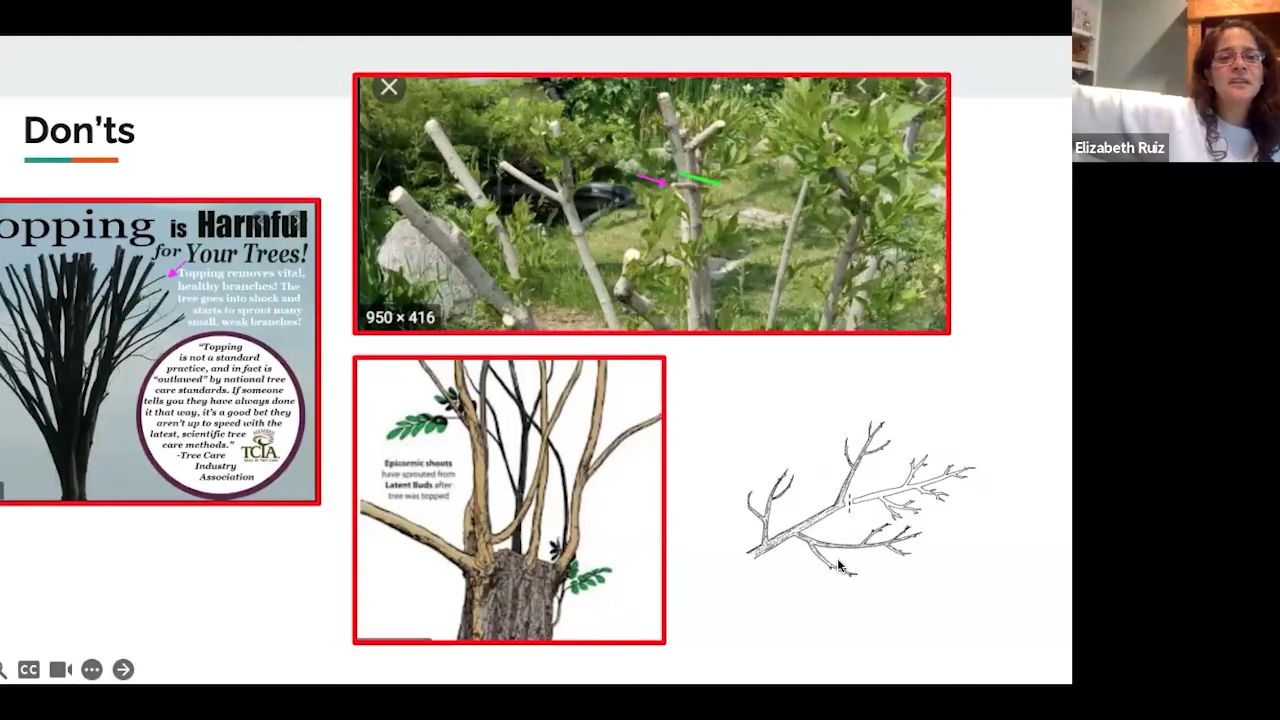 Don'ts
opping is Harmful
for Your Trees!
Topping removes vital,
healthy branches! The
tree goes into shock and
starts to sprout many
small, weak branches!
"Topping
is not a standard
practice, and in fact is
"outlawed" by national tree
care standards. If someone
tells you they have always done
it that way, it's a good bet they
aren't up to speed with the
latest, scientific tree
care methods."
-Tree Care
Industry
Association
TCIA
950 × 416
Epicormic shoots
have sprouted from
Latent Buds after
tree was topped
CC
Elizabeth Ruiz